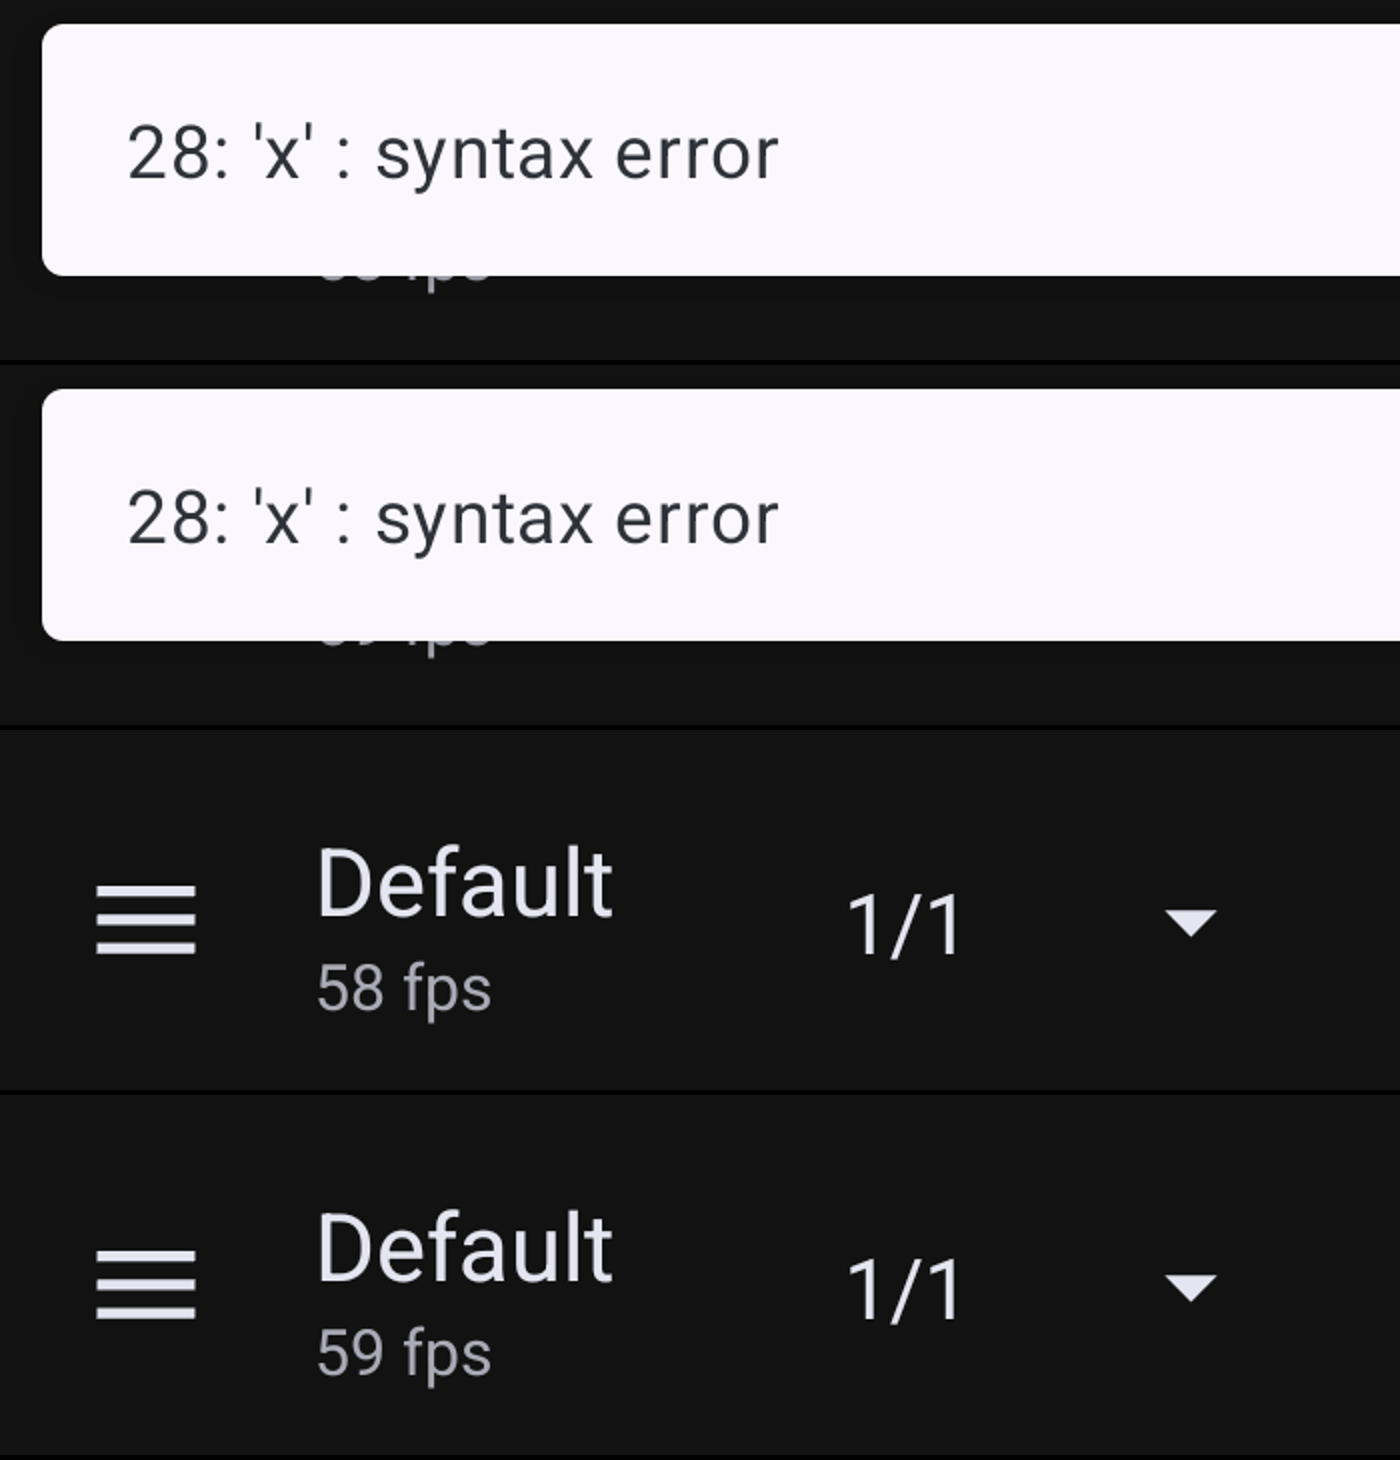 28: 'x' : syntax error
28: 'x' : syntax error
Default
1/1
58 fps
Default
1/1
59 fps